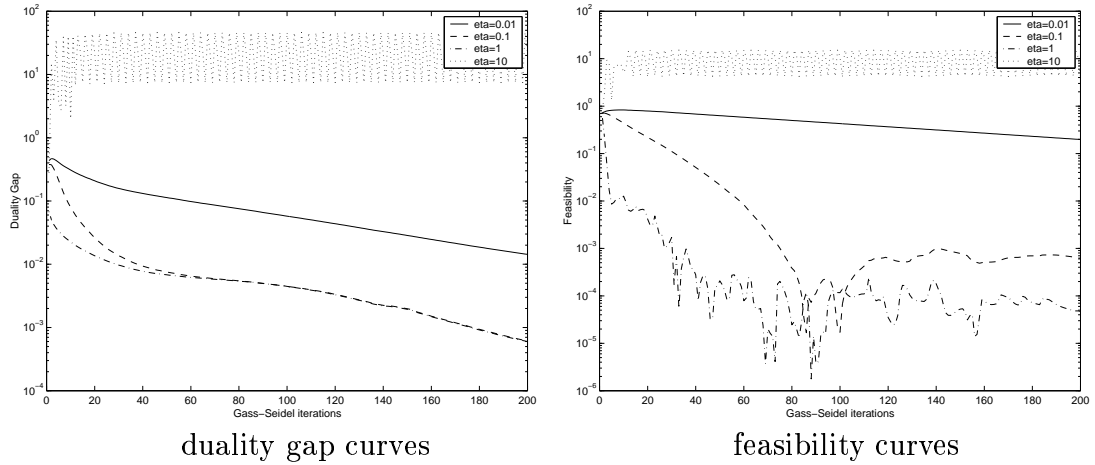 10^2
10^1
10^0
10^−1
10^−2
10^−3
10^−4
Duality Gap
0 20 40 60 80 100 120 140 160 180 200
Gass−Seidel iterations
eta=0.01
eta=0.1
eta=1
eta=10
duality gap curves
10^2
10^1
10^0
10^−1
10^−2
10^−3
10^−4
10^−5
10^−6
Feasibility
0 20 40 60 80 100 120 140 160 180 200
Gass−Seidel iterations
eta=0.01
eta=0.1
eta=1
eta=10
feasibility curves